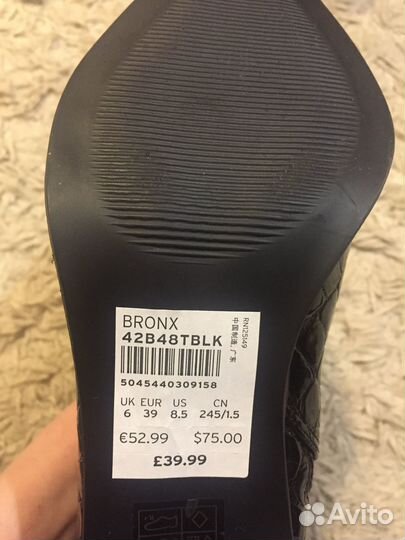 BRONX
42B48TBLK
5045440309158
UK EUR US CN
6 39 8.5 245/1.5
€52.99 $75.00
£39.99
RN125149
中国制造,广东
Avito